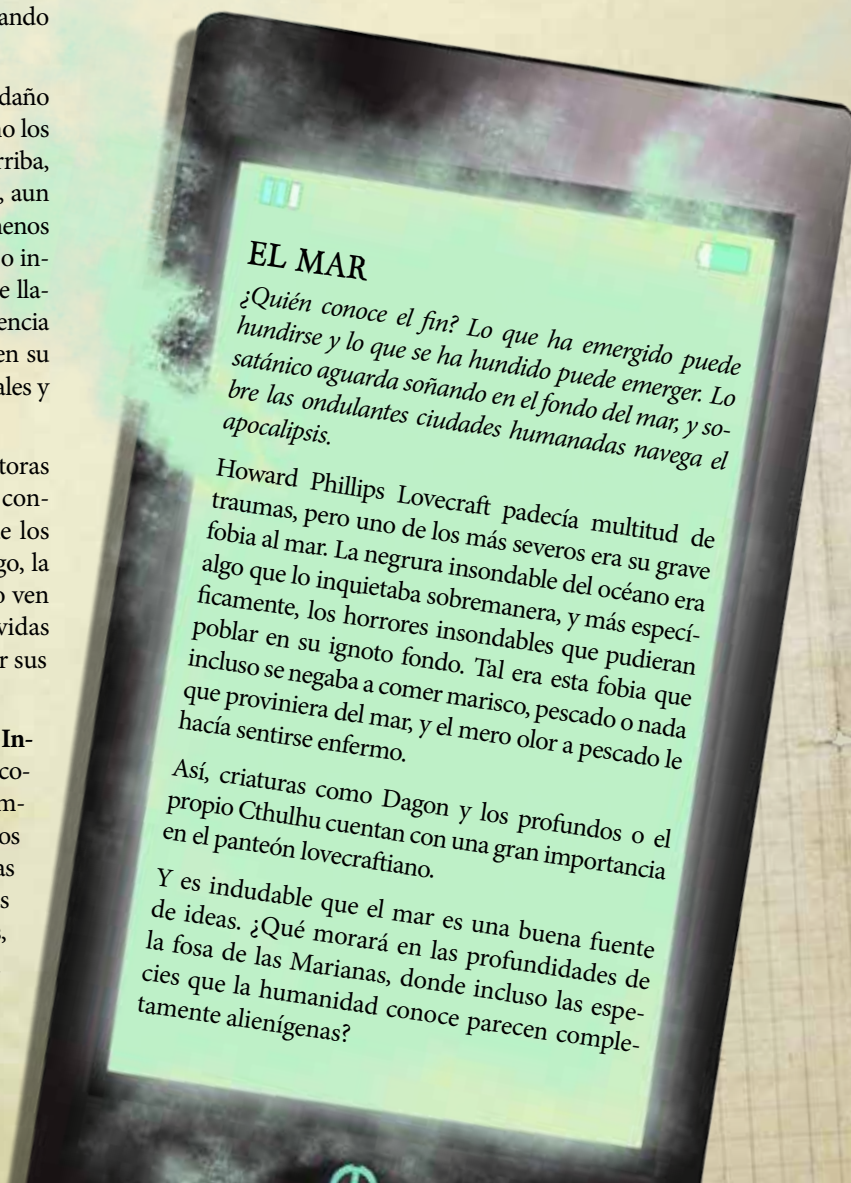 ando
daño
o los
rriba,
, aun
enos
o in-
e lla-
encia
en su
ales y
toras
con-
e los
go, la
o ven
vidas
r sus
In-
co-
m-
os
as
s
,
EL MAR
¿Quién conoce el fin? Lo que ha emergido puede
hundirse y lo que se ha hundido puede emerger. Lo
satánico aguarda soñando en el fondo del mar, y so-
bre las ondulantes ciudades humanadas navega el
apocalipsis.
Howard Phillips Lovecraft padecía multitud de
traumas, pero uno de los más severos era su grave
fobia al mar. La negrura insondable del océano era
algo que lo inquietaba sobremanera, y más especí-
ficamente, los horrores insondables que pudieran
poblar en su ignoto fondo. Tal era esta fobia que
incluso se negaba a comer marisco, pescado o nada
que proviniera del mar, y el mero olor a pescado le
hacía sentirse enfermo.
Así, criaturas como Dagon y los profundos o el
propio Cthulhu cuentan con una gran importancia
en el panteón lovecraftiano.
Y es indudable que el mar es una buena fuente
de ideas. ¿Qué morará en las profundidades de
la fosa de las Marianas, donde incluso las espe-
cies que la humanidad conoce parecen comple-
tamente alienígenas?